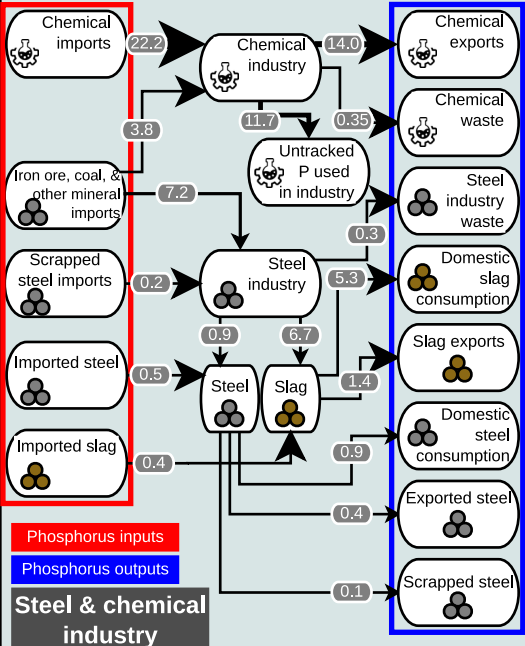 Chemical
imports
22.2
Chemical
industry
14.0
Chemical
exports
3.8
11.7
0.35
Chemical
waste
Untracked
P used
in industry
Iron ore, coal, &
other mineral
imports
7.2
Steel
industry
waste
0.3
Scrapped
steel imports
0.2
Steel
industry
5.3
Domestic
slag
consumption
0.9
6.7
Imported steel
0.5
Steel
Slag
1.4
Slag exports
Imported slag
0.4
0.9
Domestic
steel
consumption
0.4
Exported steel
0.1
Scrapped steel
Phosphorus inputs
Phosphorus outputs
Steel & chemical
industry